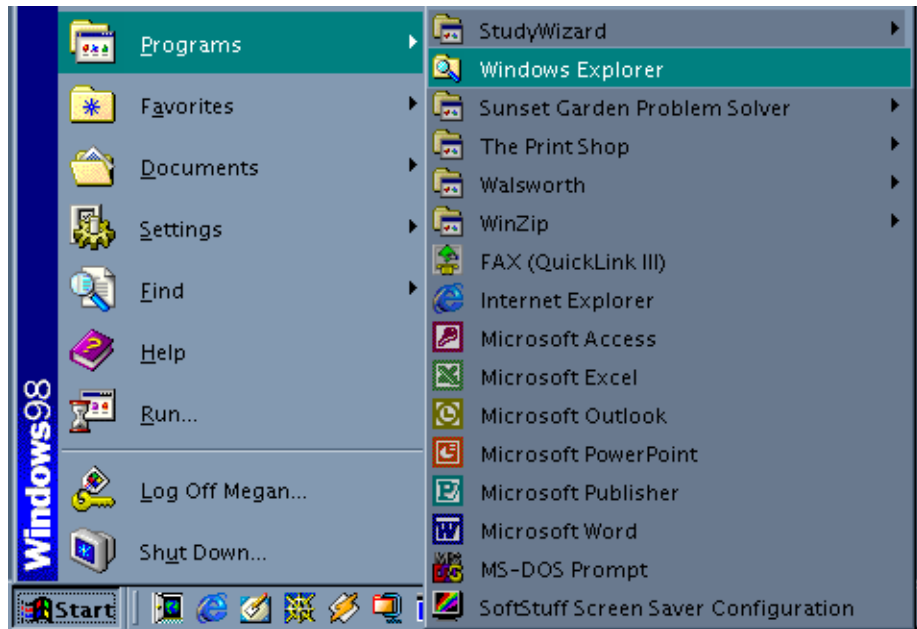 Windows98
Programs
Favorites
Documents
Settings
Find
Help
Run...
Log Off Megan...
Shut Down...
Start
StudyWizard
Windows Explorer
Sunset Garden Problem Solver
The Print Shop
Walsworth
WinZip
FAX (QuickLink III)
Internet Explorer
Microsoft Access
Microsoft Excel
Microsoft Outlook
Microsoft PowerPoint
Microsoft Publisher
Microsoft Word
MS-DOS Prompt
SoftStuff Screen Saver Configuration